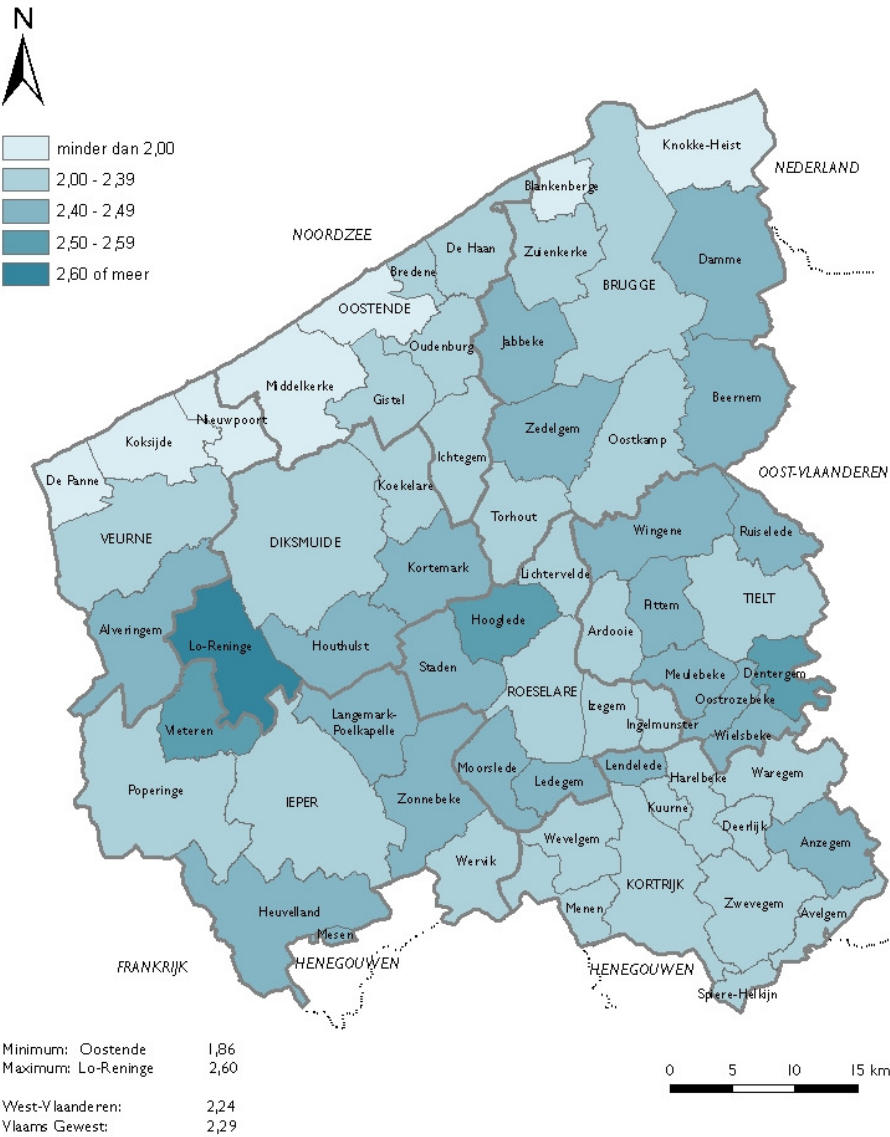 N
minder dan 2,00
2,00 - 2,39
2,40 - 2,49
2,50 - 2,59
2,60 of meer
Knokke-Heist
NEDERLAND
Blankenberge
NOORDZEE
De Haan
Zuienkerke
Damme
Bredene
BRUGGE
OOSTENDE
Oudenburg
Jabbeke
Middelkerke
Gistel
Beernem
Nieuwpoort
Koksijde
Zedelgem
Oostkamp
Ichtegem
OOST-VLAANDEREN
De Panne
Koekelare
Torhout
Wingene
Ruiselede
VEURNE
DIKSMUIDE
Kortemark
Lichtervelde
Pittem
TIELT
Hooglede
Alveringem
Ardooie
Lo-Reninge
Houthulst
Staden
Meulebeke
Dentergem
ROESELARE
Oostrozebeke
Izegem
Langemark-
Poelkapelle
Vleteren
Ingelmunster
Wielsbeke
Moorslede
Lendelede
Ledegem
Harelbeke
Waregem
Poperinge
IEPER
Zonnebeke
Kuurne
Deerlijk
Wevelgem
Anzegem
Wervik
KORTRIJK
Zwevegem
Menen
Avelgem
Heuvelland
Mesen
FRANKRIJK
HENEGOUWEN
HENEGOUWEN
Spiere-Helkijn
Minimum: Oostende 1,86
Maximum: Lo-Reninge 2,60
West-Vlaanderen: 2,24
Vlaams Gewest: 2,29
0 5 10 15 km